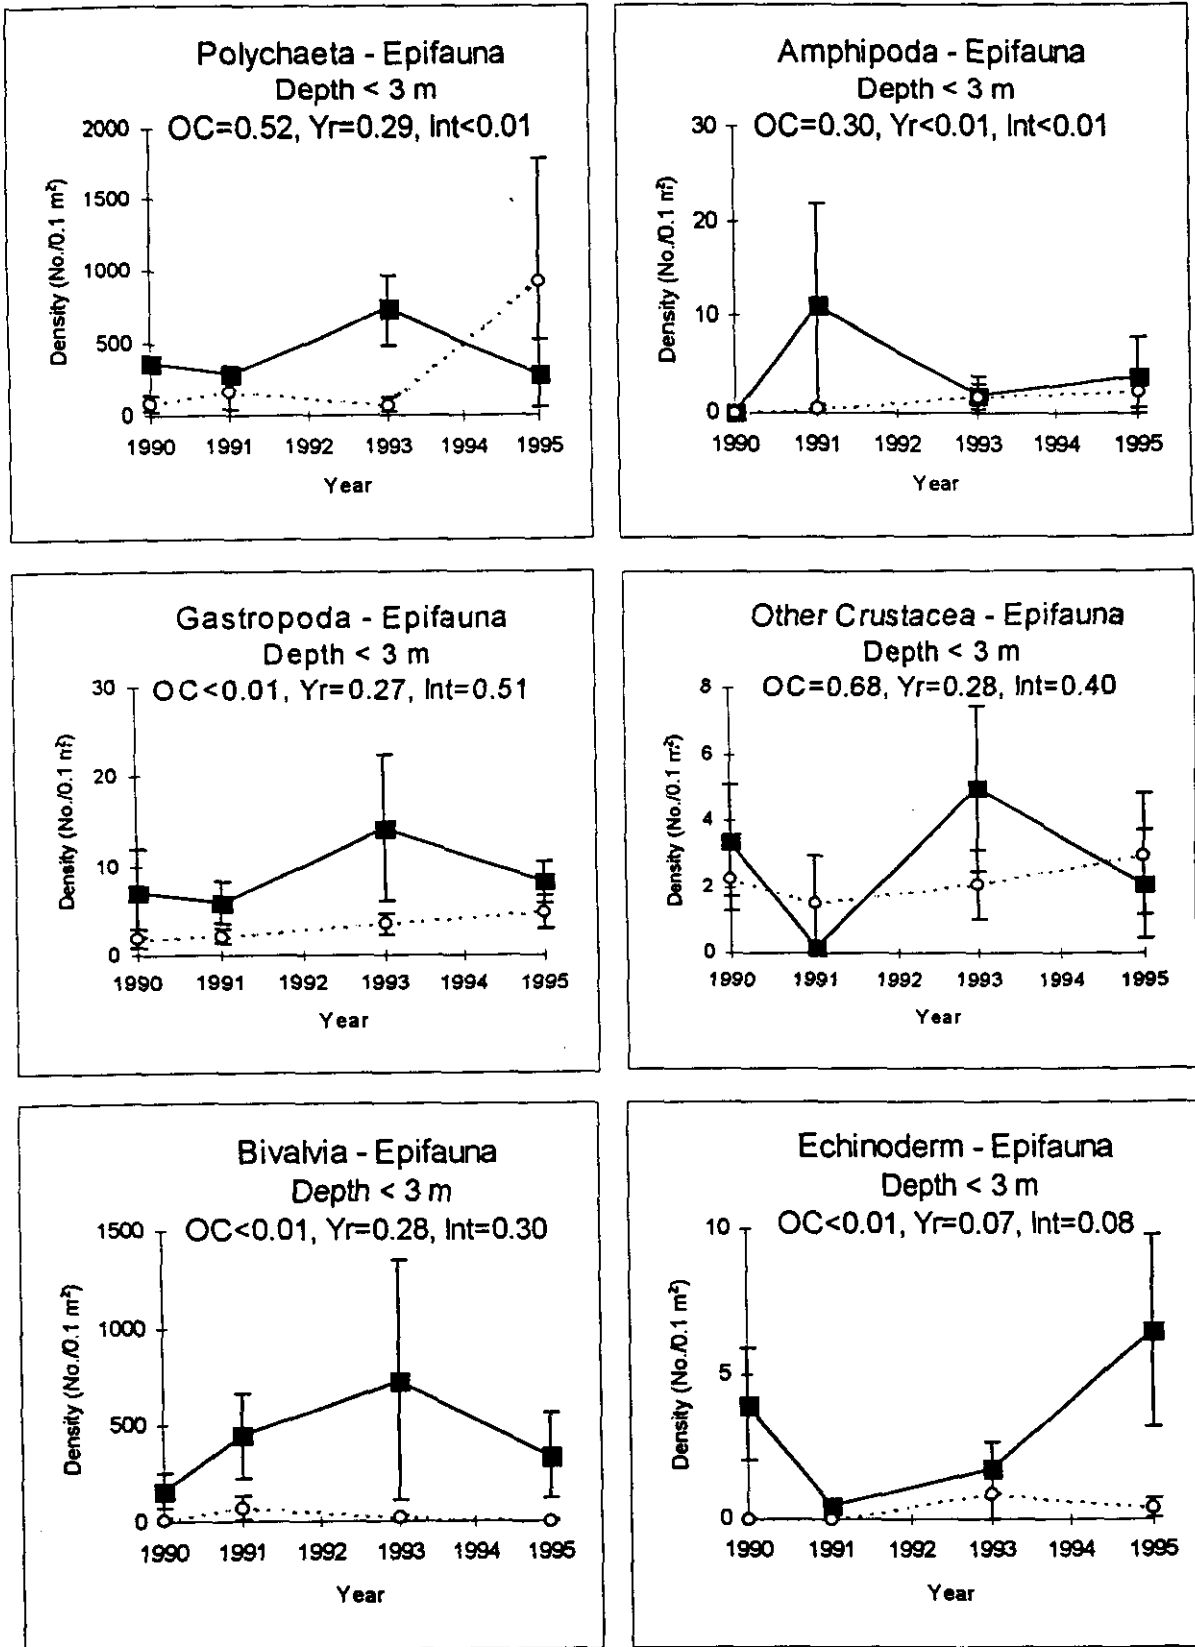 Polychaeta - Epifauna
Depth < 3 m
OC=0.52, Yr=0.29, Int<0.01
Density (No./0.1 m²)
2000
1500
1000
500
0
1990 1991 1992 1993 1994 1995
Year
Amphipoda - Epifauna
Depth < 3 m
OC=0.30, Yr<0.01, Int<0.01
Density (No./0.1 m²)
30
20
10
0
1990 1991 1992 1993 1994 1995
Year
Gastropoda - Epifauna
Depth < 3 m
OC<0.01, Yr=0.27, Int=0.51
Density (No./0.1 m²)
30
20
10
0
1990 1991 1992 1993 1994 1995
Year
Other Crustacea - Epifauna
Depth < 3 m
OC=0.68, Yr=0.28, Int=0.40
Density (No./0.1 m²)
8
6
4
2
0
1990 1991 1992 1993 1994 1995
Year
Bivalvia - Epifauna
Depth < 3 m
OC<0.01, Yr=0.28, Int=0.30
Density (No./0.1 m²)
1500
1000
500
0
1990 1991 1992 1993 1994 1995
Year
Echinoderm - Epifauna
Depth < 3 m
OC<0.01, Yr=0.07, Int=0.08
Density (No./0.1 m²)
10
5
0
1990 1991 1992 1993 1994 1995
Year